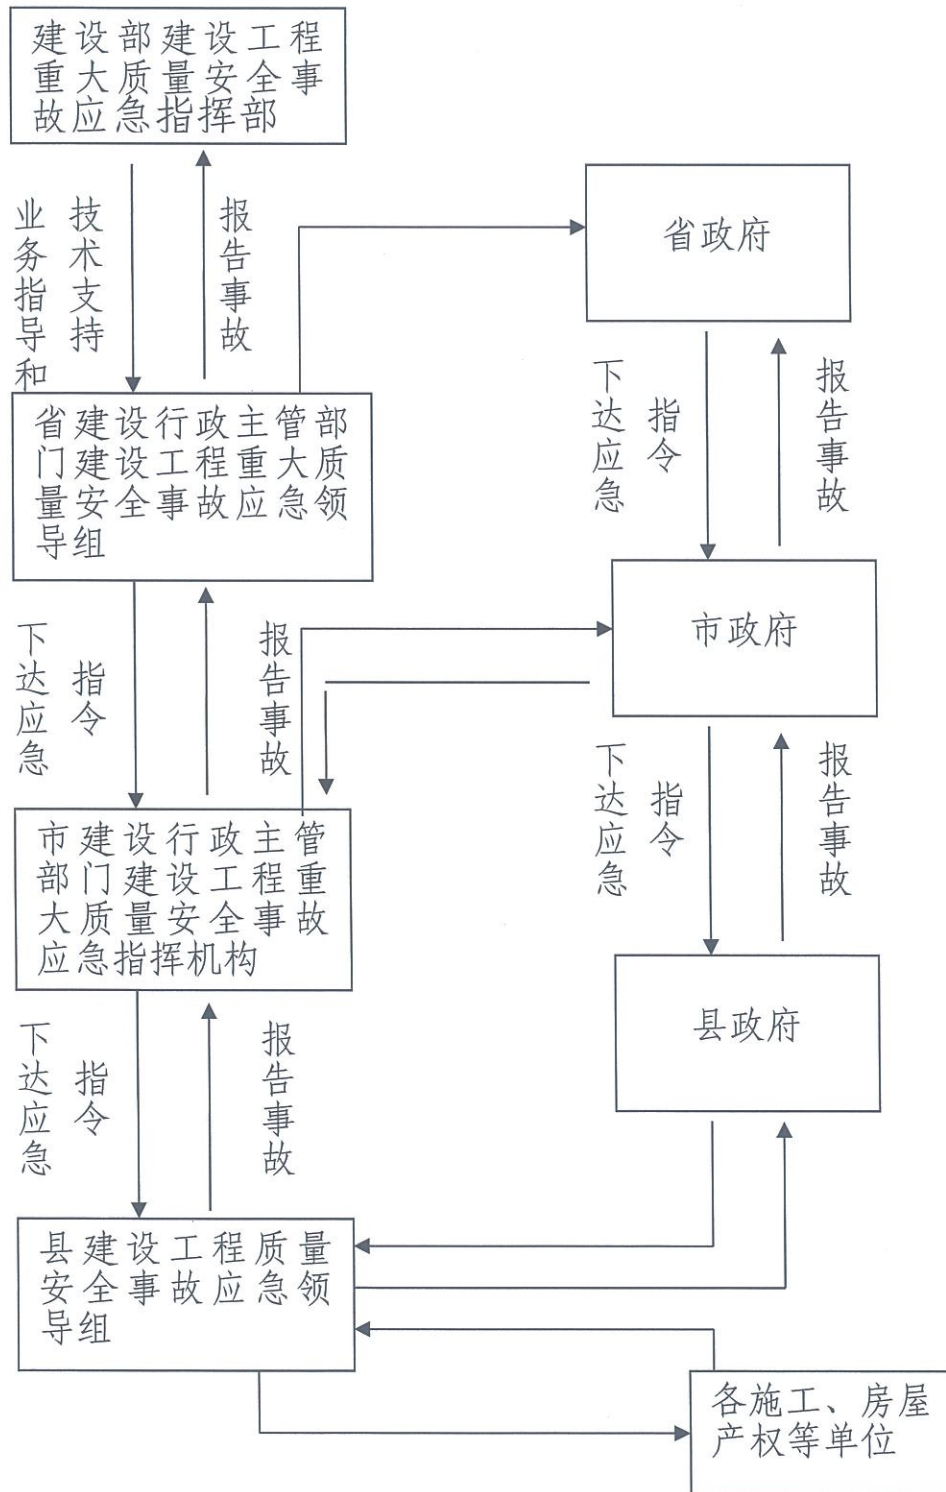 建设部建设工程
重大质量安全事
故应急指挥部
业务指导和
技术支持
报告事故
省政府
省建设行政主管部
门建设工程重大质
量安全事故应急领
导组
下达应急
指令
报告事故
下达应急
指令
报告事故
市政府
市建设行政主管
部门建设工程重
大质量安全事故
应急指挥机构
下达应急
指令
报告事故
下达应急
指令
报告事故
县政府
县建设工程质量
安全事故应急领
导组
各施工、房屋
产权等单位